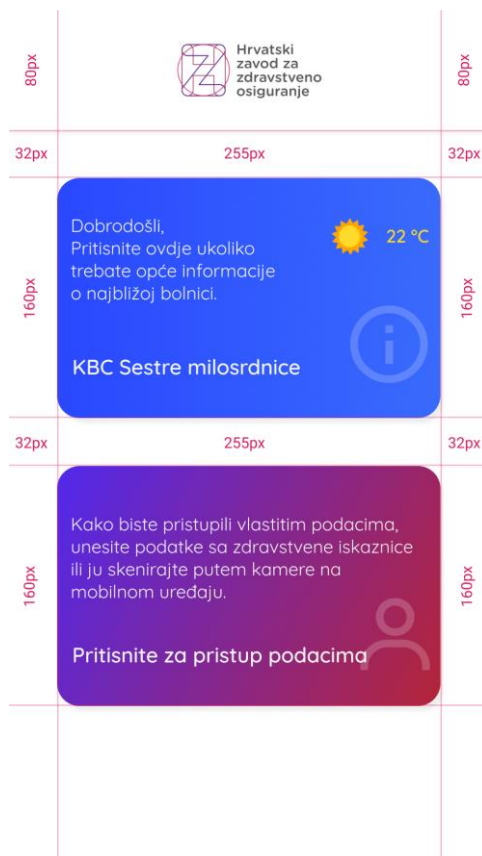 80px
Hrvatski
zavod za
zdravstveno
osiguranje
80px
32px
255px
32px
160px
Dobrodošli,
Pritisnite ovdje ukoliko
trebate opće informacije
o najbližoj bolnici.
22 °C
KBC Sestre milosrdnice
160px
32px
255px
32px
160px
Kako biste pristupili vlastitim podacima,
unesite podatke sa zdravstvene iskaznice
ili ju skenirajte putem kamere na
mobilnom uređaju.
Pritisnite za pristup podacima
160px